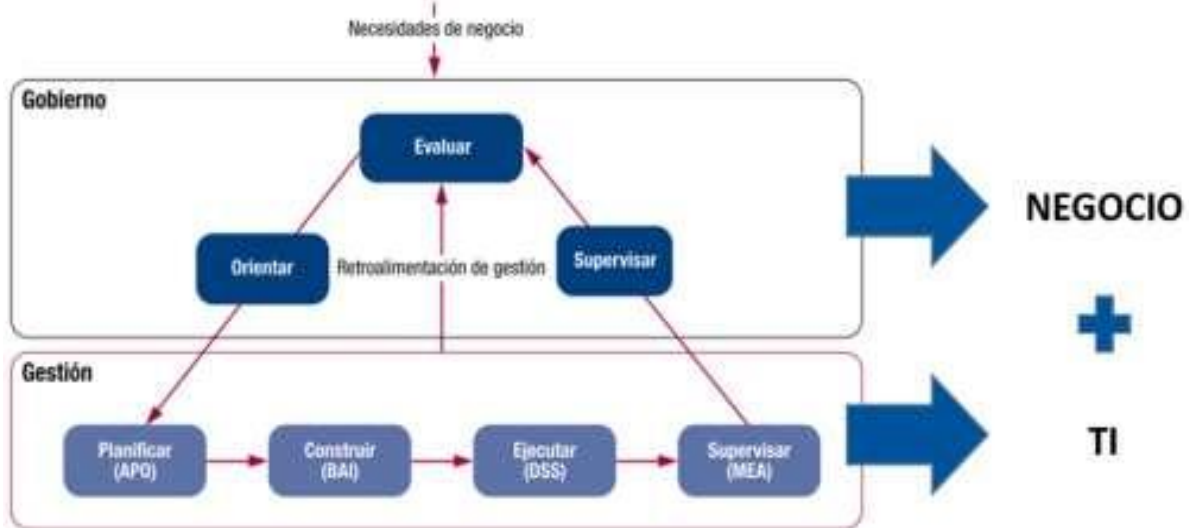 Necesidades de negocio
Gobierno
Evaluar
NEGOCIO
Orientar
Retroalimentación de gestión
Supervisar
Gestión
Planificar
(APO)
Construir
(BAI)
Ejecutar
(DSS)
Supervisar
(MEA)
TI